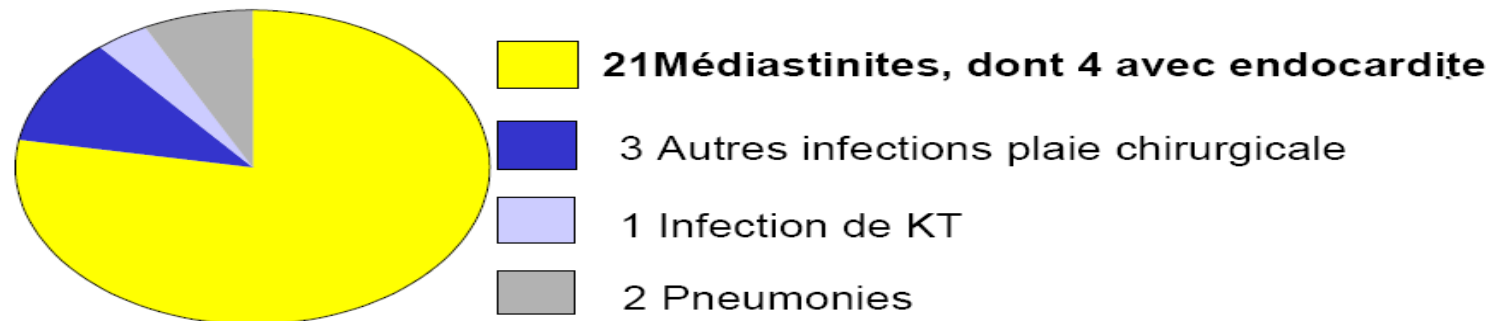 21Médiastinites, dont 4 avec endocardite
3 Autres infections plaie chirurgicale
1 Infection de KT
2 Pneumonies